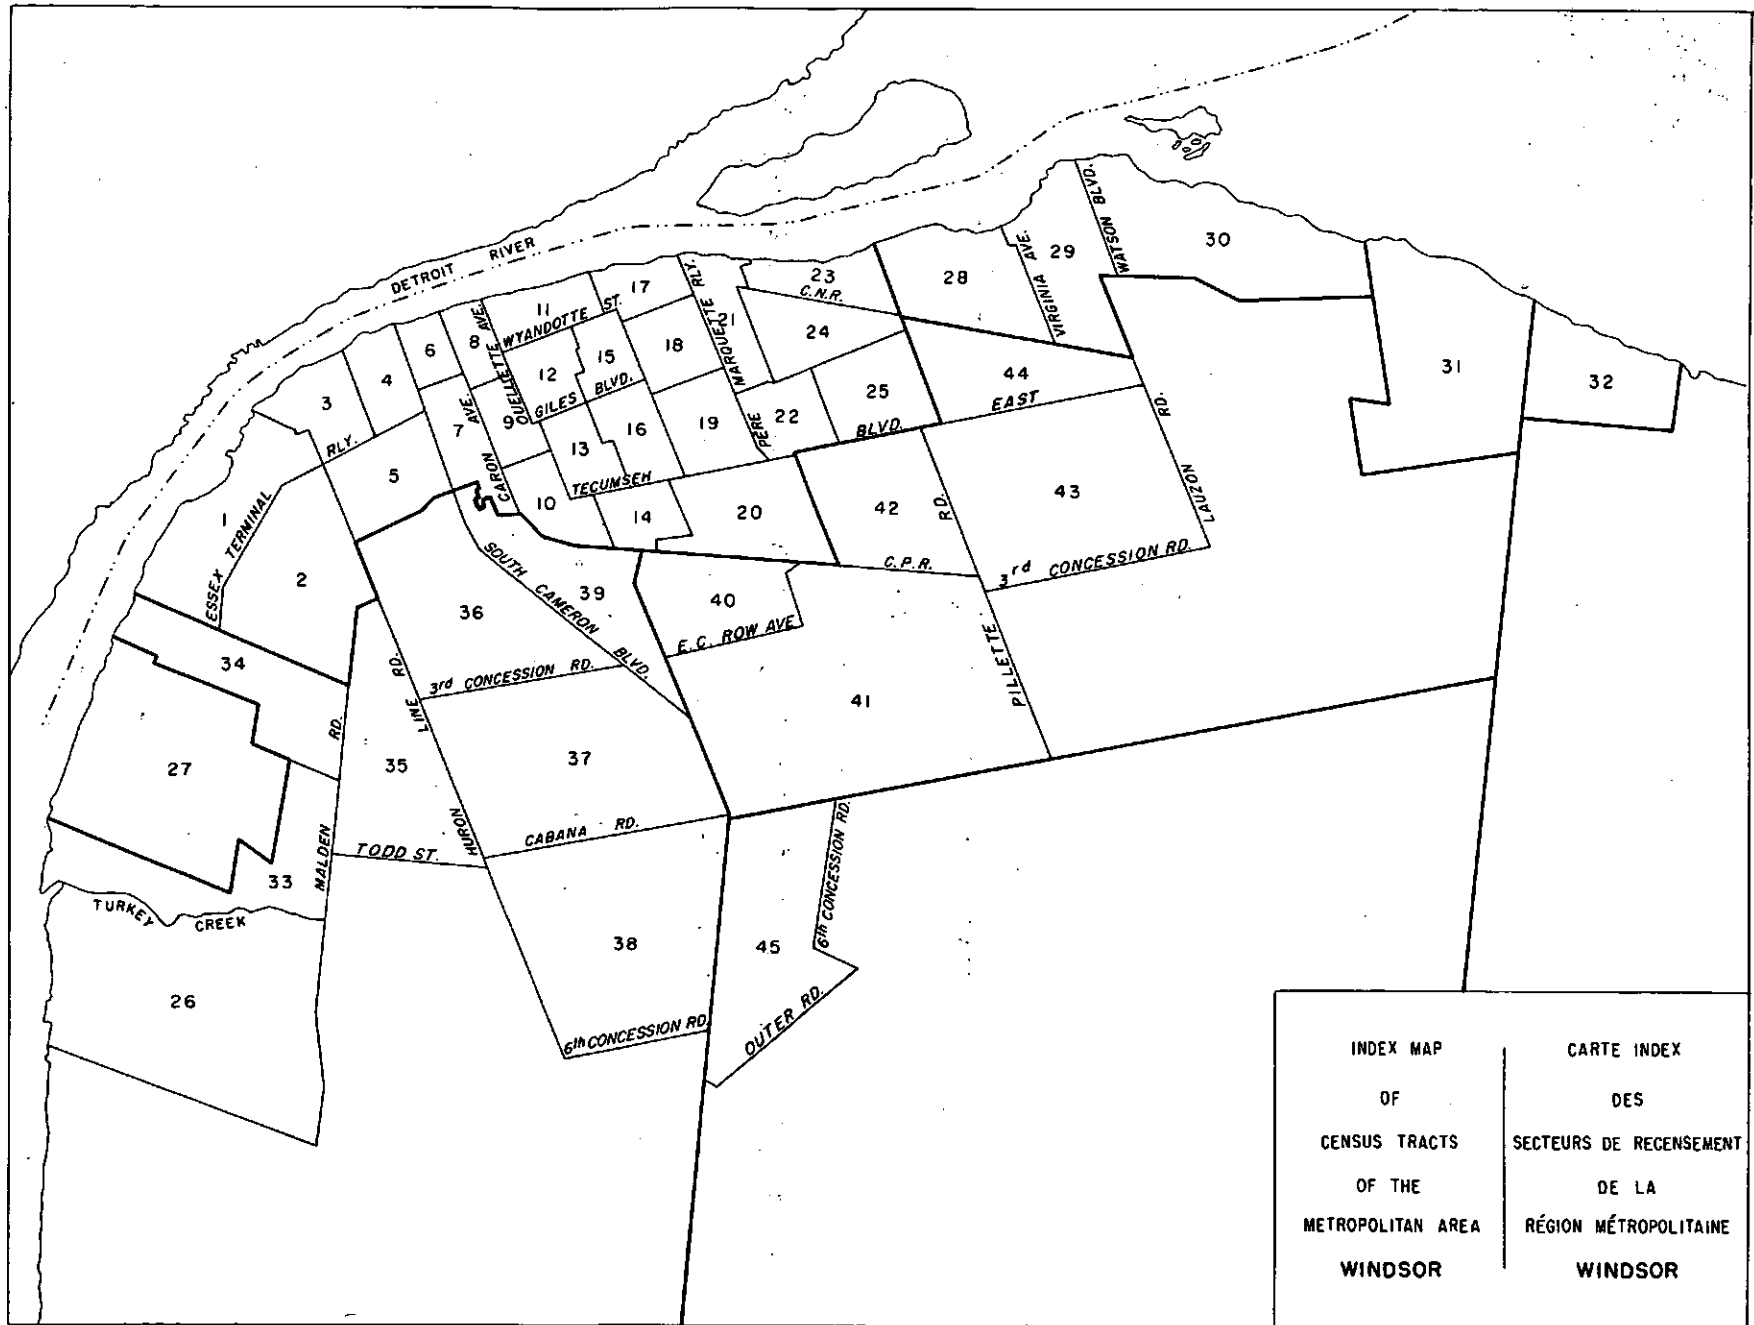 DETROIT RIVER
WATSON BLVD.
VIRGINIA AVE.
30
29
28
23
C.N.R.
24
17
11
WYANDOTTE ST.
MARQUETTE RLY.
PÈRE
21
8
6
4
3
OUELLETTE AVE.
12
15
18
GILES BLVD.
44
EAST
31
32
25
22
BLVD.
19
16
13
9
7
CARON AVE.
RLY.
5
TECUMSEH
10
14
20
42
RD.
43
LAUZON RD.
1
ESSEX TERMINAL
2
C.P.R.
3rd CONCESSION RD.
SOUTH CAMERON BLVD.
39
36
40
E.C. ROW AVE
PILLETTE
34
3rd CONCESSION RD.
41
27
35
37
HURON LINE RD.
MALDEN RD.
TODD ST.
CABANA RD.
33
TURKEY CREEK
6th CONCESSION RD.
38
45
26
OUTER RD.
6th CONCESSION RD.
INDEX MAP
OF
CENSUS TRACTS
OF THE
METROPOLITAN AREA
WINDSOR
CARTE INDEX
DES
SECTEURS DE RECENSEMENT
DE LA
RÉGION MÉTROPOLITAINE
WINDSOR